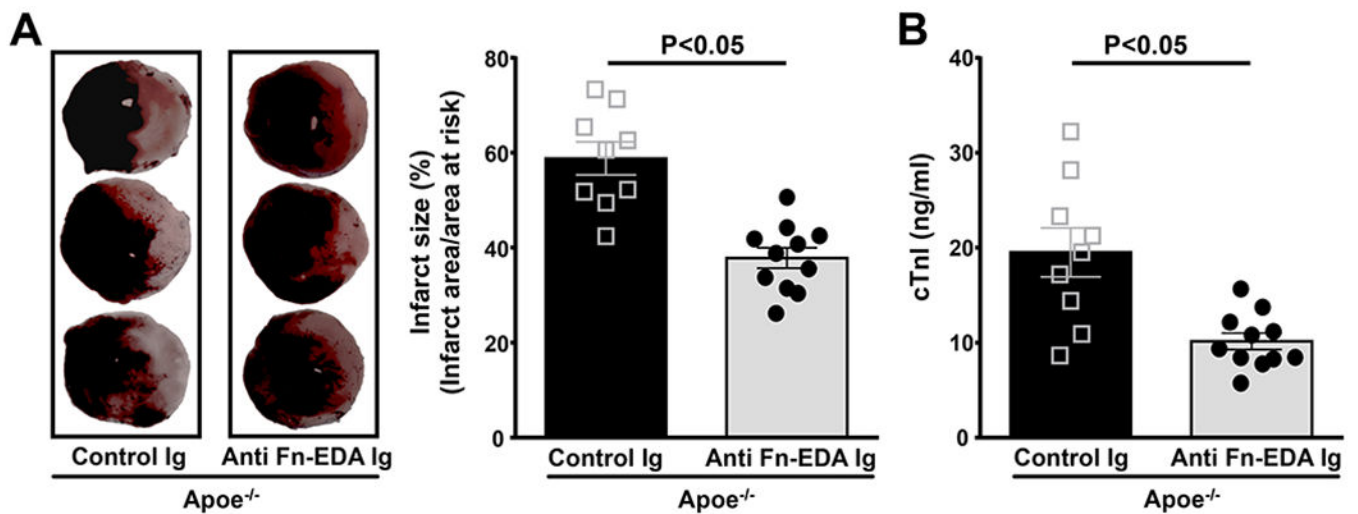 A
Control Ig
Anti Fn-EDA Ig
Apoe-/-
Infarct size (%)
(Infarct area/area at risk)
80
60
40
20
0
P<0.05
Control Ig
Anti Fn-EDA Ig
Apoe-/-
B
cTnI (ng/ml)
40
30
20
10
0
P<0.05
Control Ig
Anti Fn-EDA Ig
Apoe-/-